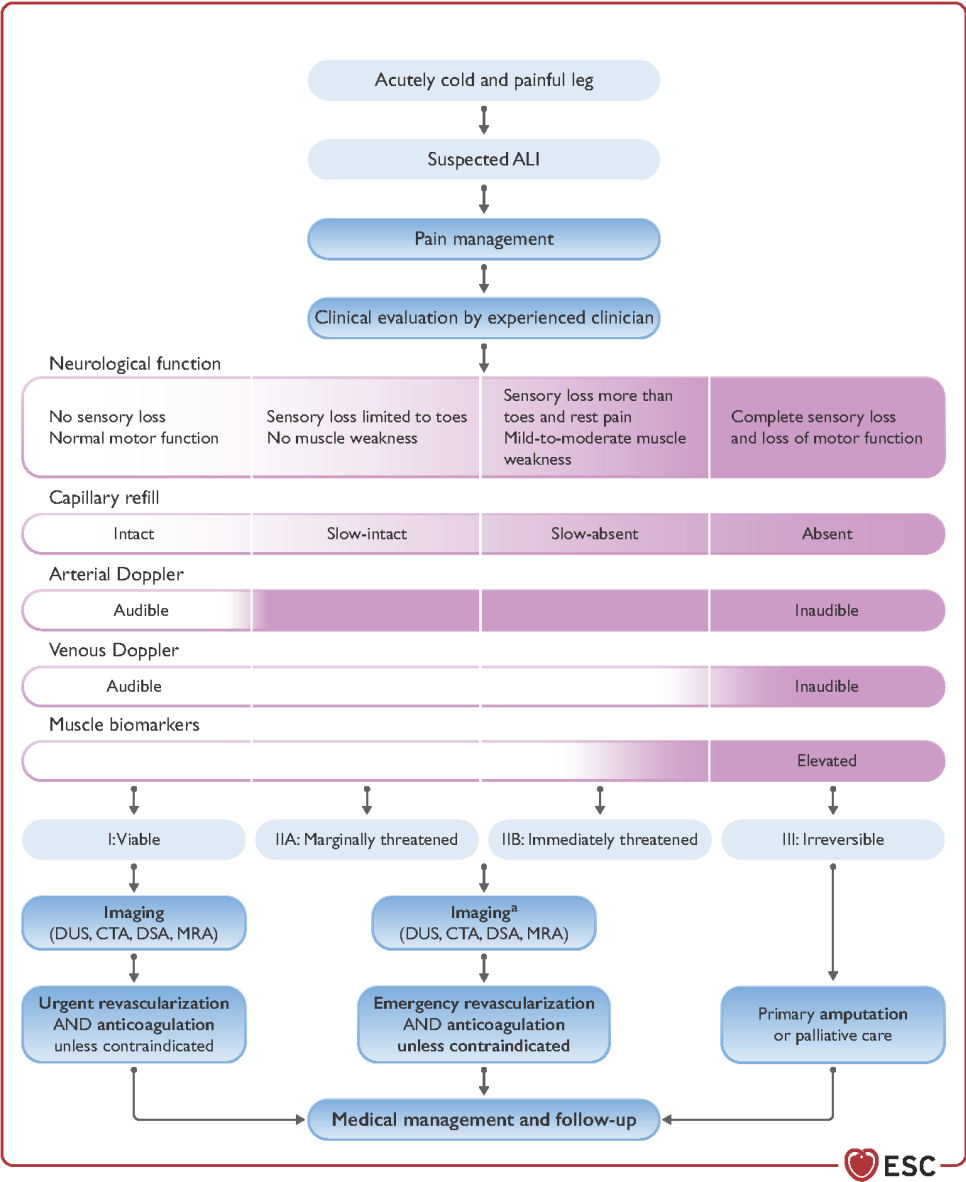 Acutely cold and painful leg
Suspected ALI
Pain management
Clinical evaluation by experienced clinician
Neurological function
No sensory loss
Normal motor function
Sensory loss limited to toes
No muscle weakness
Sensory loss more than
toes and rest pain
Mild-to-moderate muscle
weakness
Complete sensory loss
and loss of motor function
Capillary refill
Intact
Slow-intact
Slow-absent
Absent
Arterial Doppler
Audible
Inaudible
Venous Doppler
Audible
Inaudible
Muscle biomarkers
Elevated
I: Viable
IIA: Marginally threatened
IIB: Immediately threatened
III: Irreversible
Imaging
(DUS, CTA, DSA, MRA)
Imagingᵃ
(DUS, CTA, DSA, MRA)
Urgent revascularization
AND anticoagulation
unless contraindicated
Emergency revascularization
AND anticoagulation
unless contraindicated
Primary amputation
or palliative care
Medical management and follow-up
ESC